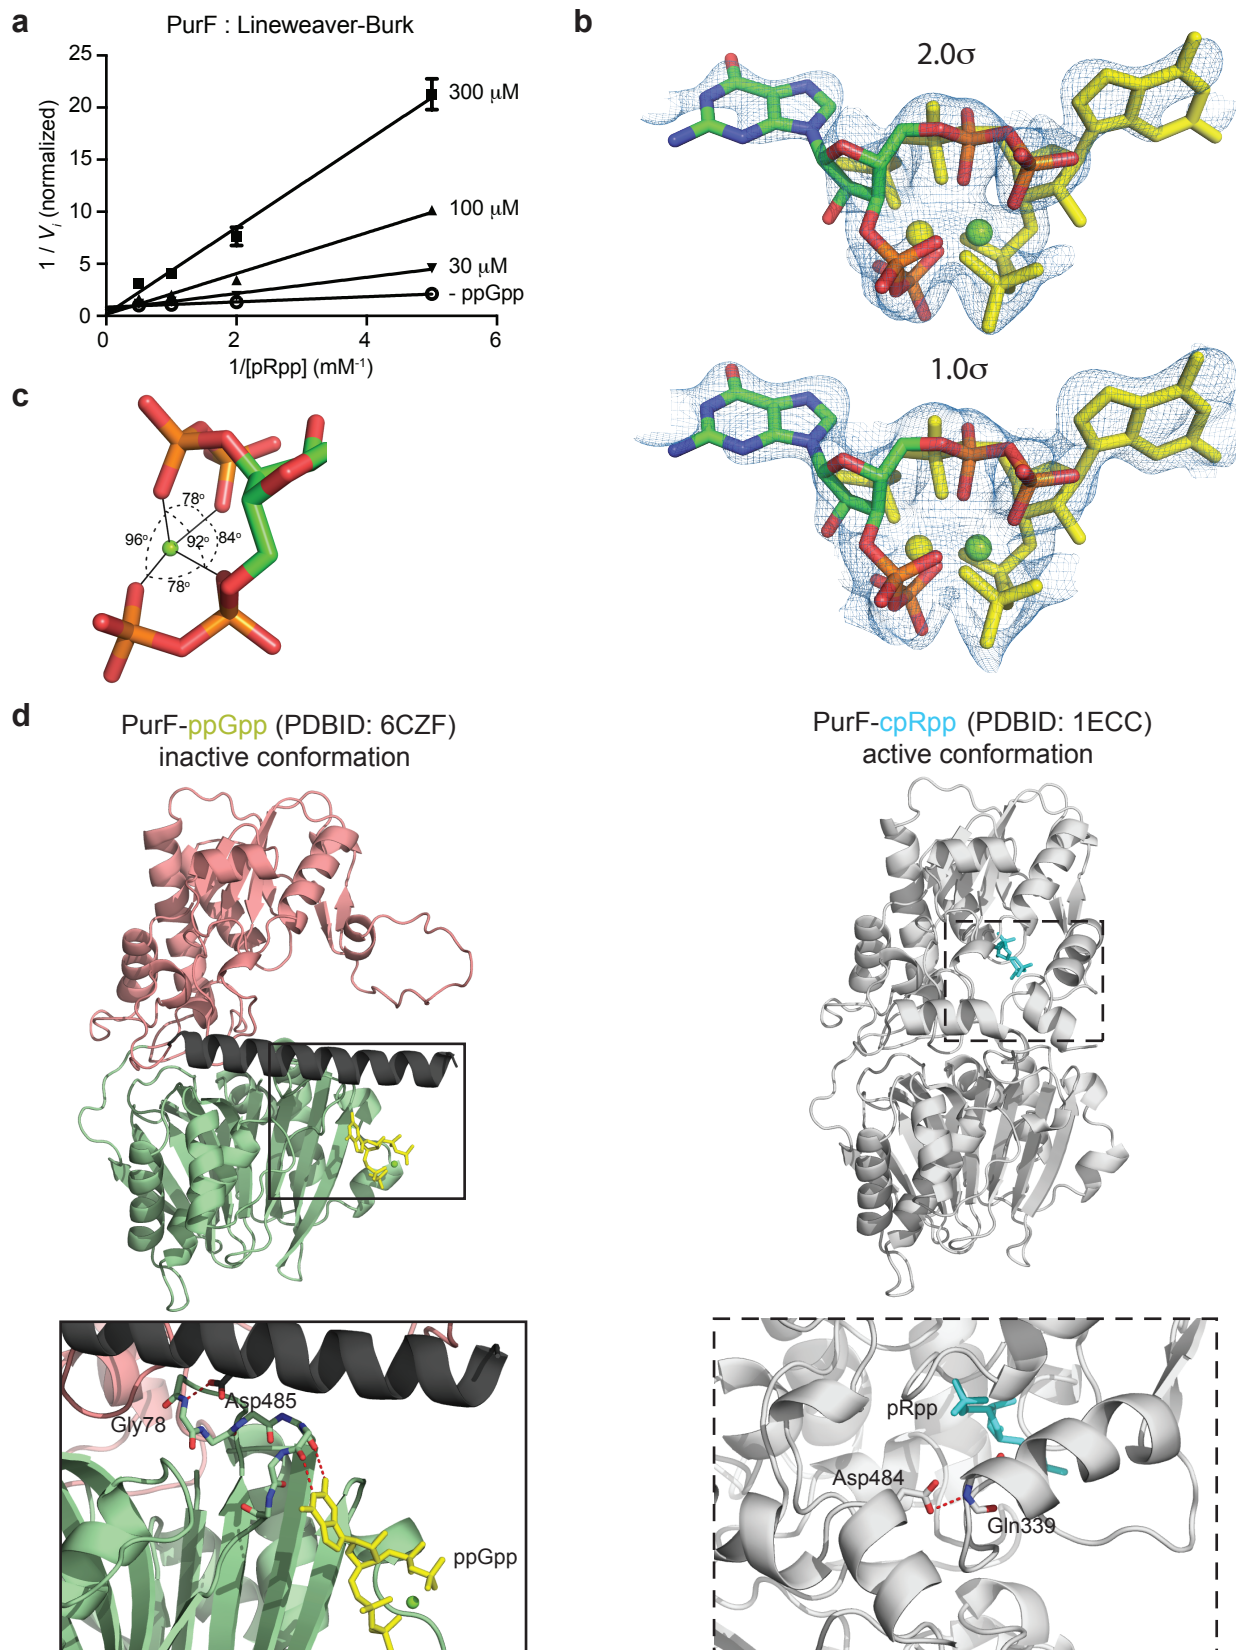 a
PurF : Lineweaver-Burk
25
20
15
10
5
0
1 / Vi (normalized)
300 µM
100 µM
30 µM
- ppGpp
0
2
4
6
1/[pRpp] (mM-1)
b
2.0σ
1.0σ
c
78°
96°
92°
84°
78°
d
PurF-ppGpp (PDBID: 6CZF)
inactive conformation
PurF-cpRpp (PDBID: 1ECC)
active conformation
Asp485
Gly78
ppGpp
pRpp
Asp484
Gln339